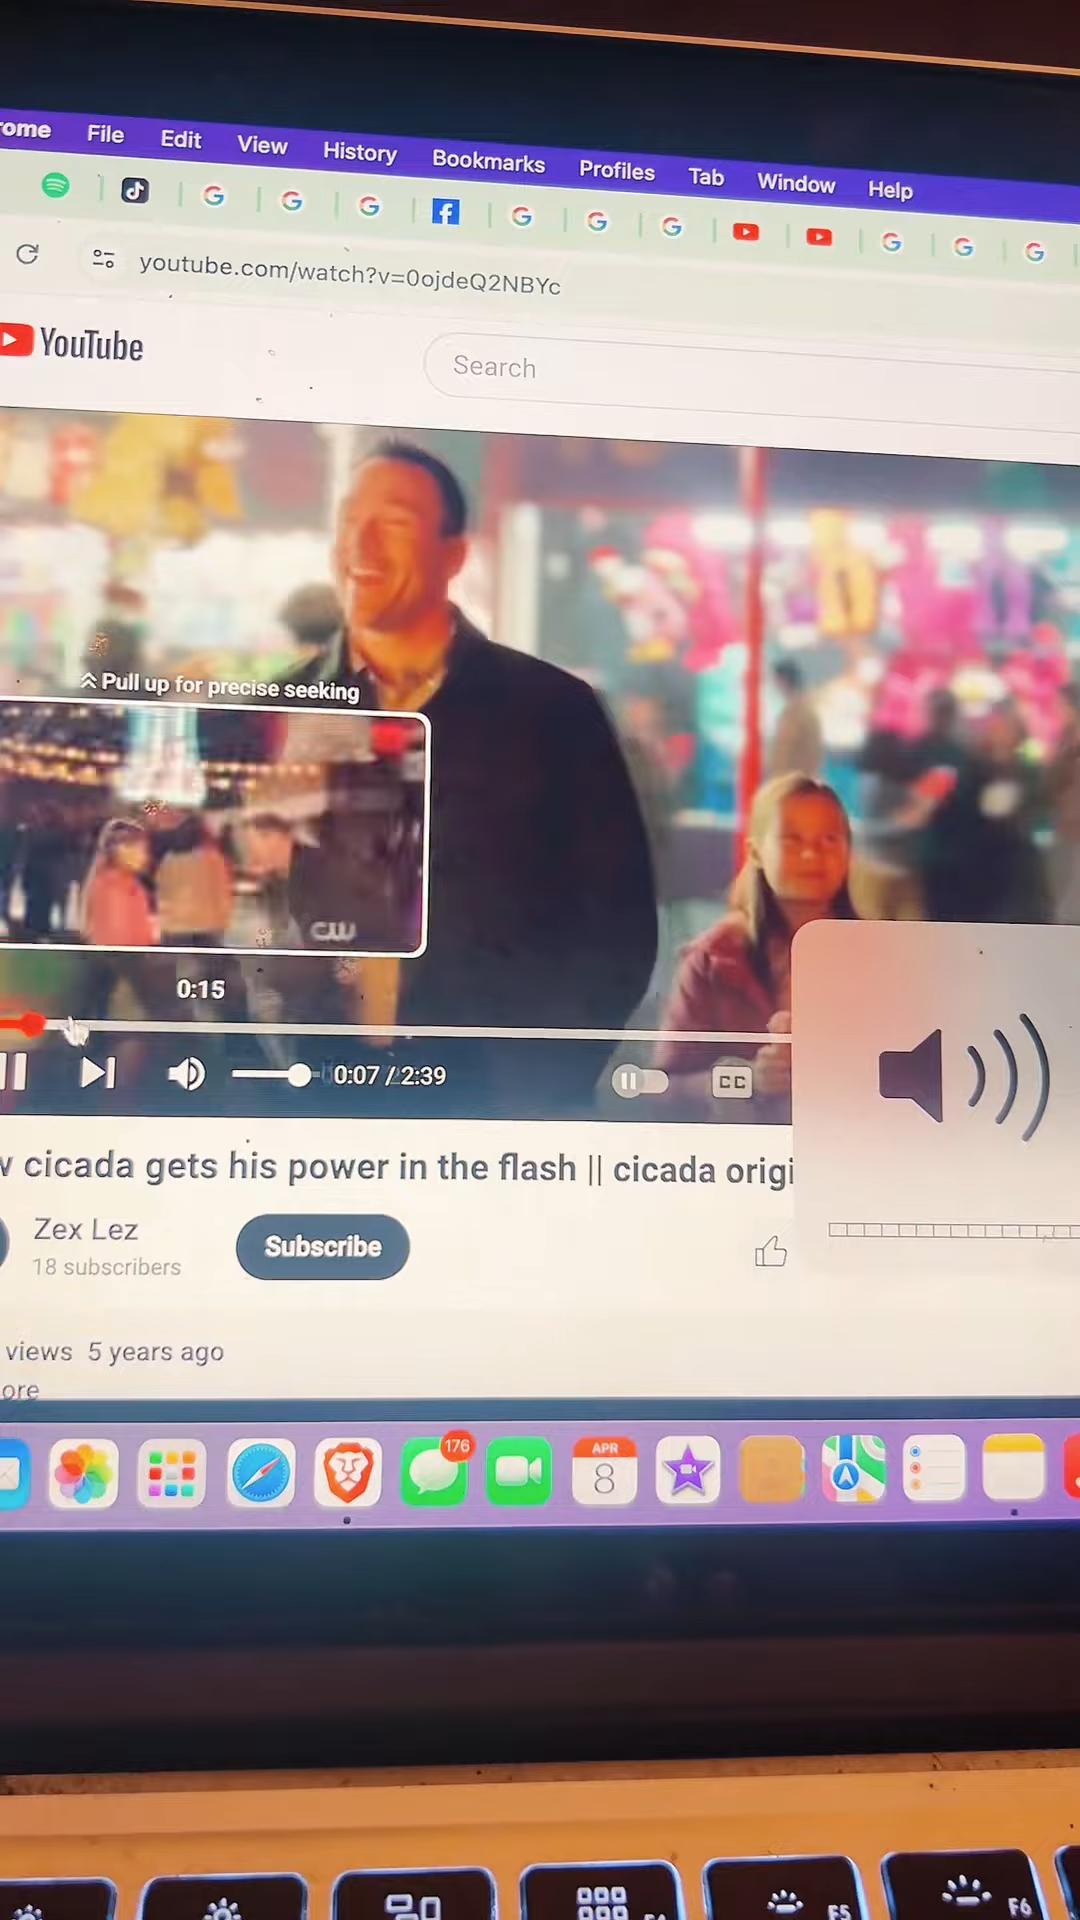 ome File Edit View History Bookmarks Profiles Tab Window Help
youtube.com/watch?v=0ojdeQ2NBYc
YouTube
Search
Pull up for precise seeking
CW
0:15
0:07 / 2:39
CC
w cicada gets his power in the flash || cicada origi
Zex Lez
18 subscribers
Subscribe
views 5 years ago
ore
176
APR
8
F5
F6